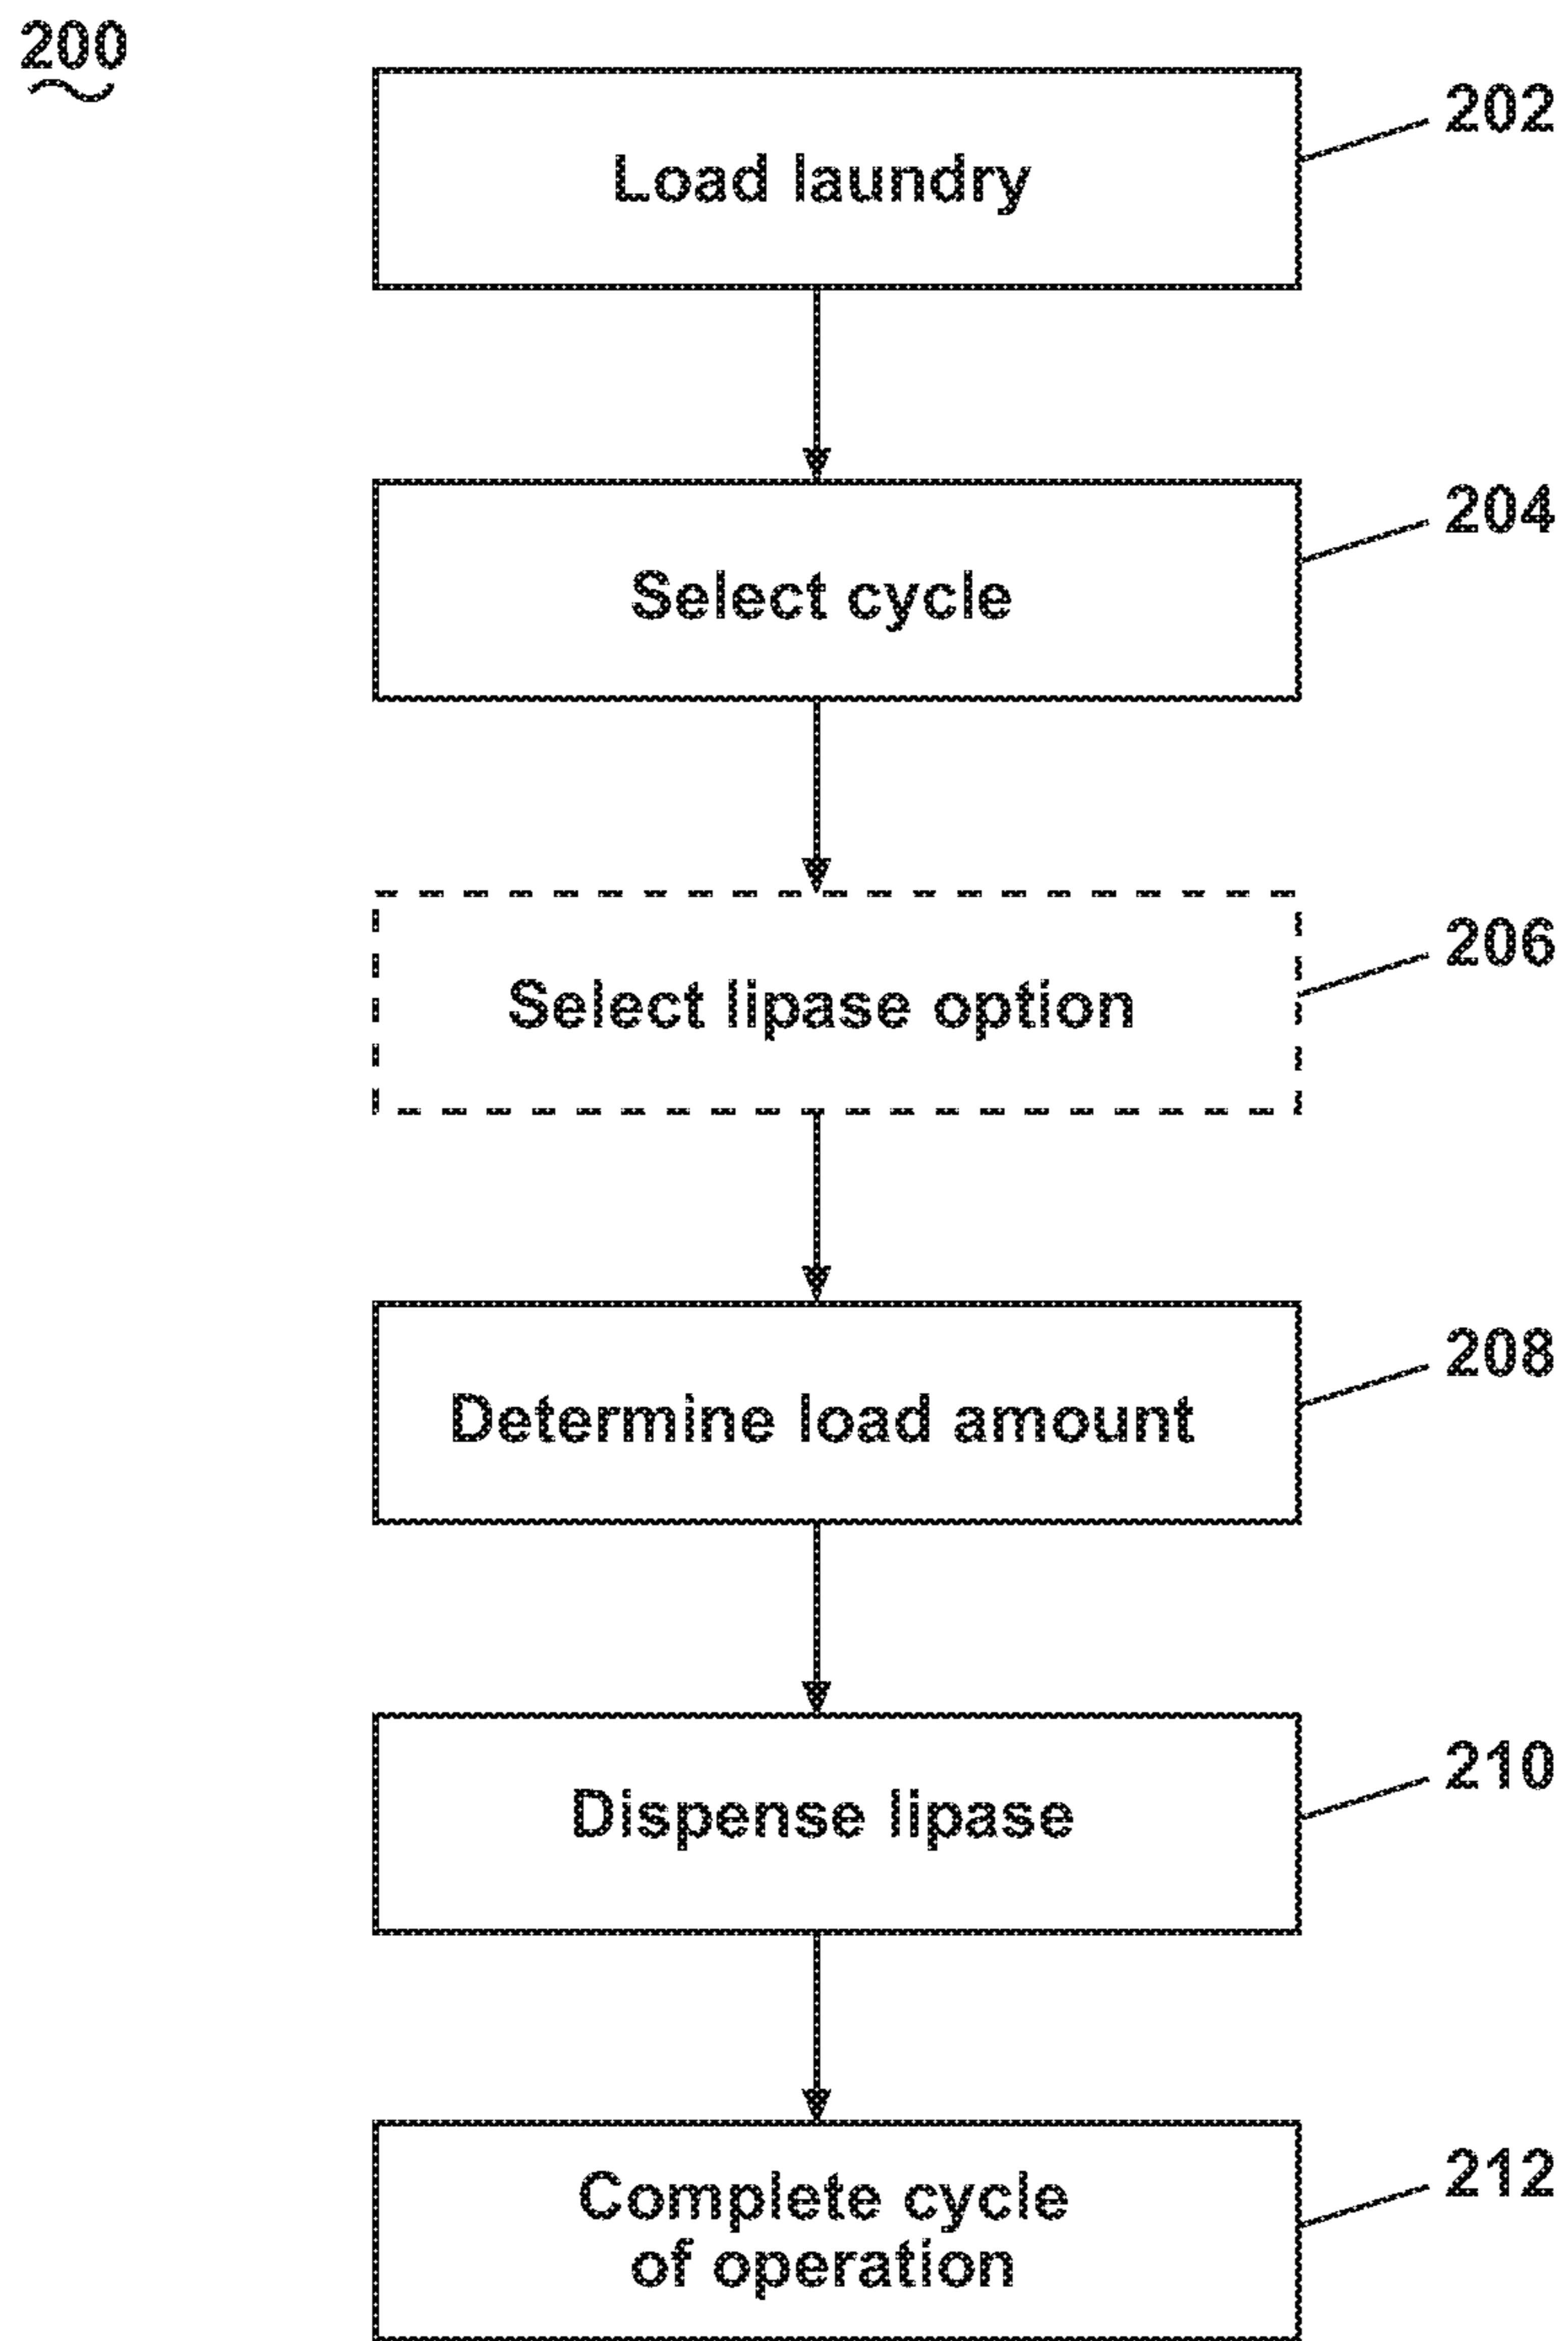 200
Load laundry
202
Select cycle
204
Select lipase option
206
Determine load amount
208
Dispense lipase
210
Complete cycle
of operation
212